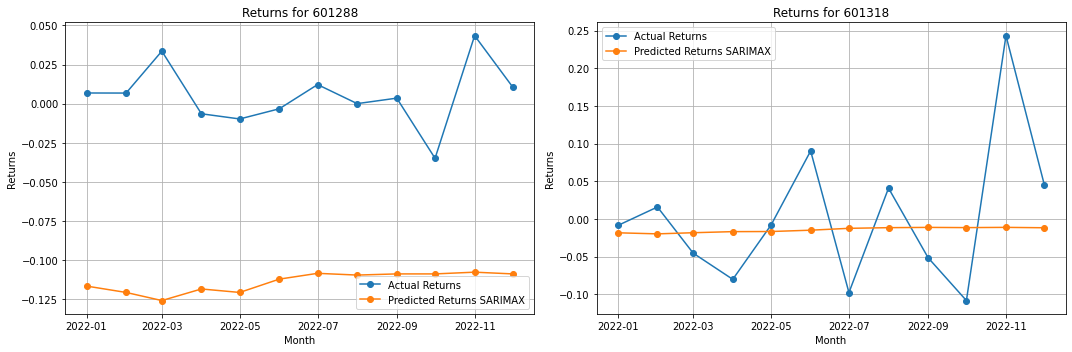 Returns for 601288
Returns
0.050
0.025
0.000
−0.025
−0.050
−0.075
−0.100
−0.125
Actual Returns
Predicted Returns SARIMAX
2022-01 2022-03 2022-05 2022-07 2022-09 2022-11
Month
Returns for 601318
Returns
0.25
0.20
0.15
0.10
0.05
0.00
−0.05
−0.10
Actual Returns
Predicted Returns SARIMAX
2022-01 2022-03 2022-05 2022-07 2022-09 2022-11
Month